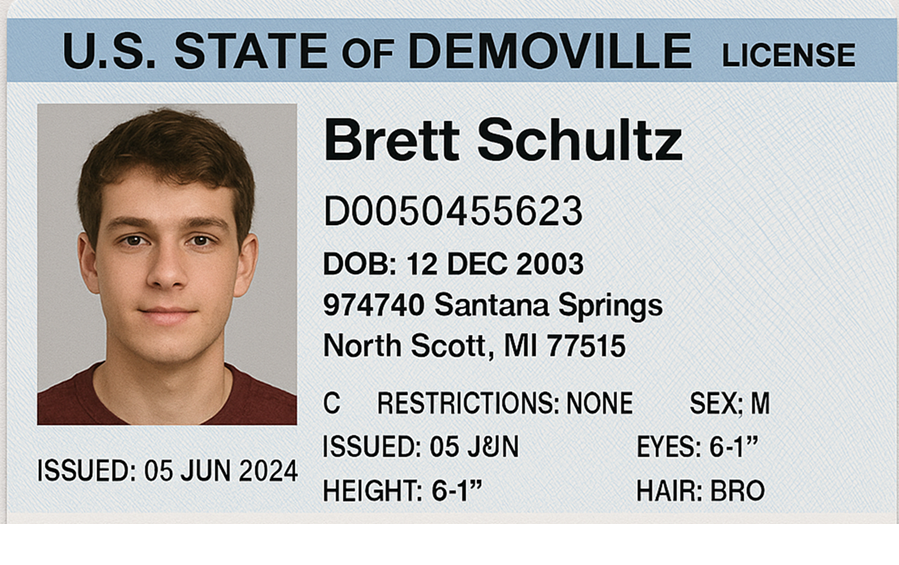 U.S. STATE OF DEMOVILLE LICENSE
Brett Schultz
D0050455623
DOB: 12 DEC 2003
974740 Santana Springs
North Scott, MI 77515
C RESTRICTIONS: NONE SEX; M
ISSUED: 05 J&N EYES: 6-1”
HEIGHT: 6-1” HAIR: BRO
ISSUED: 05 JUN 2024